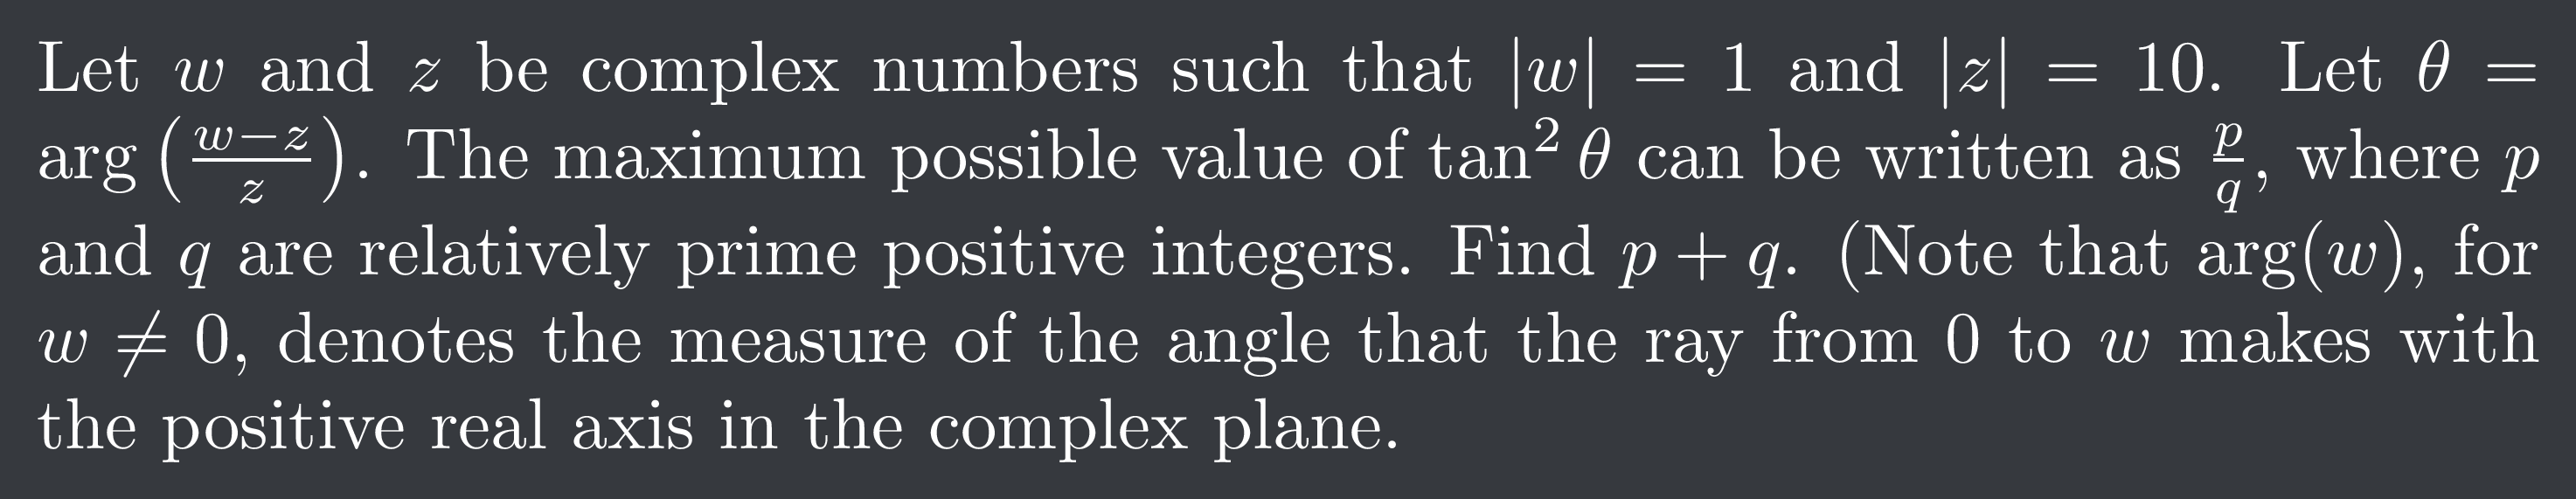 Let w and z be complex numbers such that |w| = 1 and |z| = 10. Let θ =
arg((w−z)/z). The maximum possible value of tan² θ can be written as p/q, where p
and q are relatively prime positive integers. Find p + q. (Note that arg(w), for
w ≠ 0, denotes the measure of the angle that the ray from 0 to w makes with
the positive real axis in the complex plane.